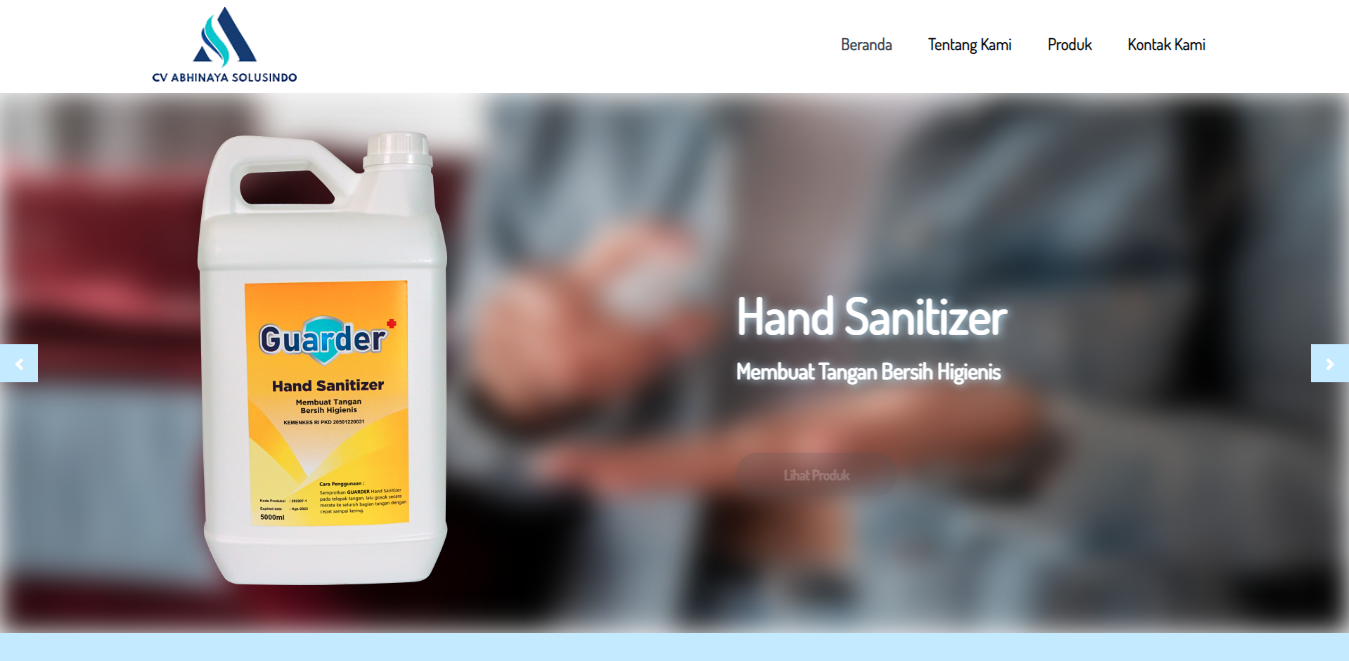 CV ABHINAYA SOLUSINDO
Beranda
Tentang Kami
Produk
Kontak Kami
Guarder
Hand Sanitizer
Membuat Tangan
Bersih Higienis
KEMENKES RI PKD 20501220031
Cara Penggunaan :
Semprotkan GUARDER Hand Sanitizer
pada telapak tangan, lalu gosok secara
merata ke seluruh bagian tangan dengan
cepat sampai kering.
Kode Produksi :
Expired date :
5000ml
Hand Sanitizer
Membuat Tangan Bersih Higienis
Lihat Produk